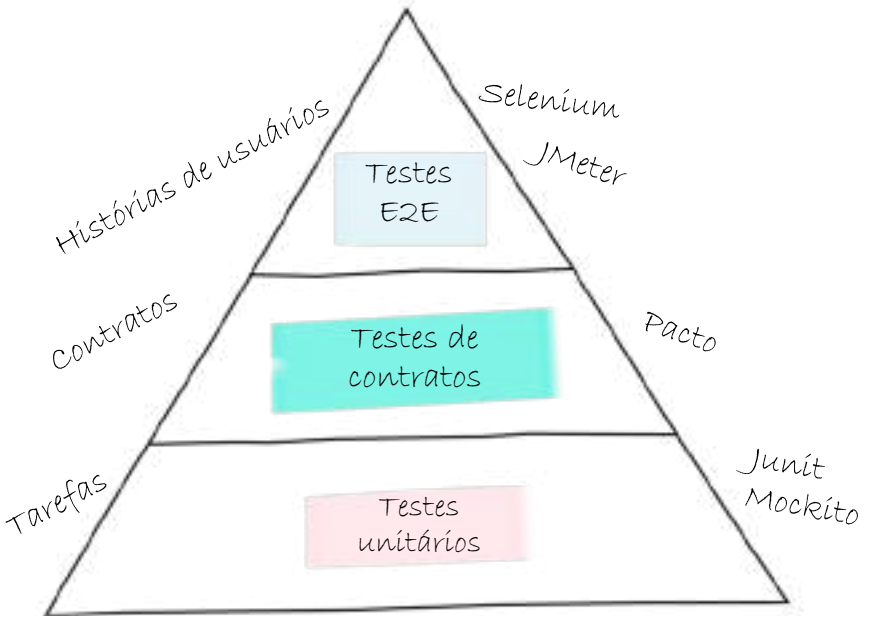 Histórias de usuários
Selenium
JMeter
Testes
E2E
Contratos
Testes de
contratos
Pacto
Tarefas
Testes
unitários
Junit
Mockito